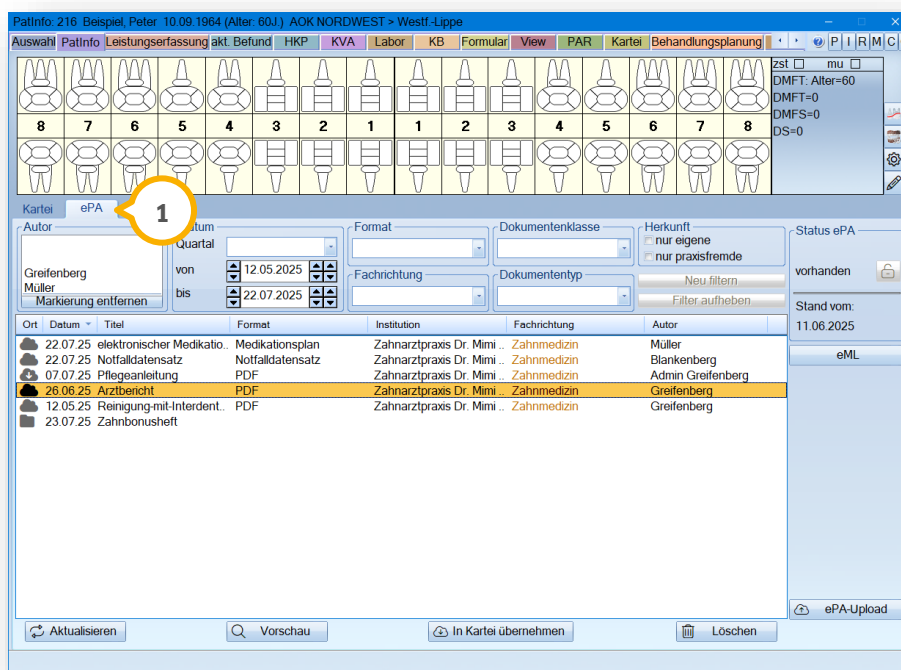 PatInfo: 216 Beispiel, Peter 10.09.1964 (Alter: 60J.) AOK NORDWEST > Westf.-Lippe
Auswahl PatInfo Leistungserfassung akt. Befund HKP KVA Labor KB Formular View PAR Kartei Behandlungsplanung P I R M C
zst mu
DMFT: Alter=60
DMFT=0
DMFS=0
DS=0
8 7 6 5 4 3 2 1 1 2 3 4 5 6 7 8
Kartei ePA 1
Autor
Greifenberg
Müller
Markierung entfernen
Quartal
von 12.05.2025
bis 22.07.2025
Format
Fachrichtung
Dokumentenklasse
Dokumententyp
Herkunft
nur eigene
nur praxisfremde
Neu filtern
Filter aufheben
Status ePA
vorhanden
Stand vom:
11.06.2025
eML
Ort Datum Titel Format Institution Fachrichtung Autor
22.07.25 elektronischer Medikatio.. Medikationsplan Zahnarztpraxis Dr. Mimi .. Zahnmedizin Müller
22.07.25 Notfalldatensatz Notfalldatensatz Zahnarztpraxis Dr. Mimi .. Zahnmedizin Blankenberg
07.07.25 Pflegeanleitung PDF Zahnarztpraxis Dr. Mimi .. Zahnmedizin Admin Greifenberg
26.06.25 Arztbericht PDF Zahnarztpraxis Dr. Mimi .. Zahnmedizin Greifenberg
12.05.25 Reinigung-mit-Interdent.. PDF Zahnarztpraxis Dr. Mimi .. Zahnmedizin Greifenberg
23.07.25 Zahnbonusheft
ePA-Upload
Aktualisieren Vorschau In Kartei übernehmen Löschen